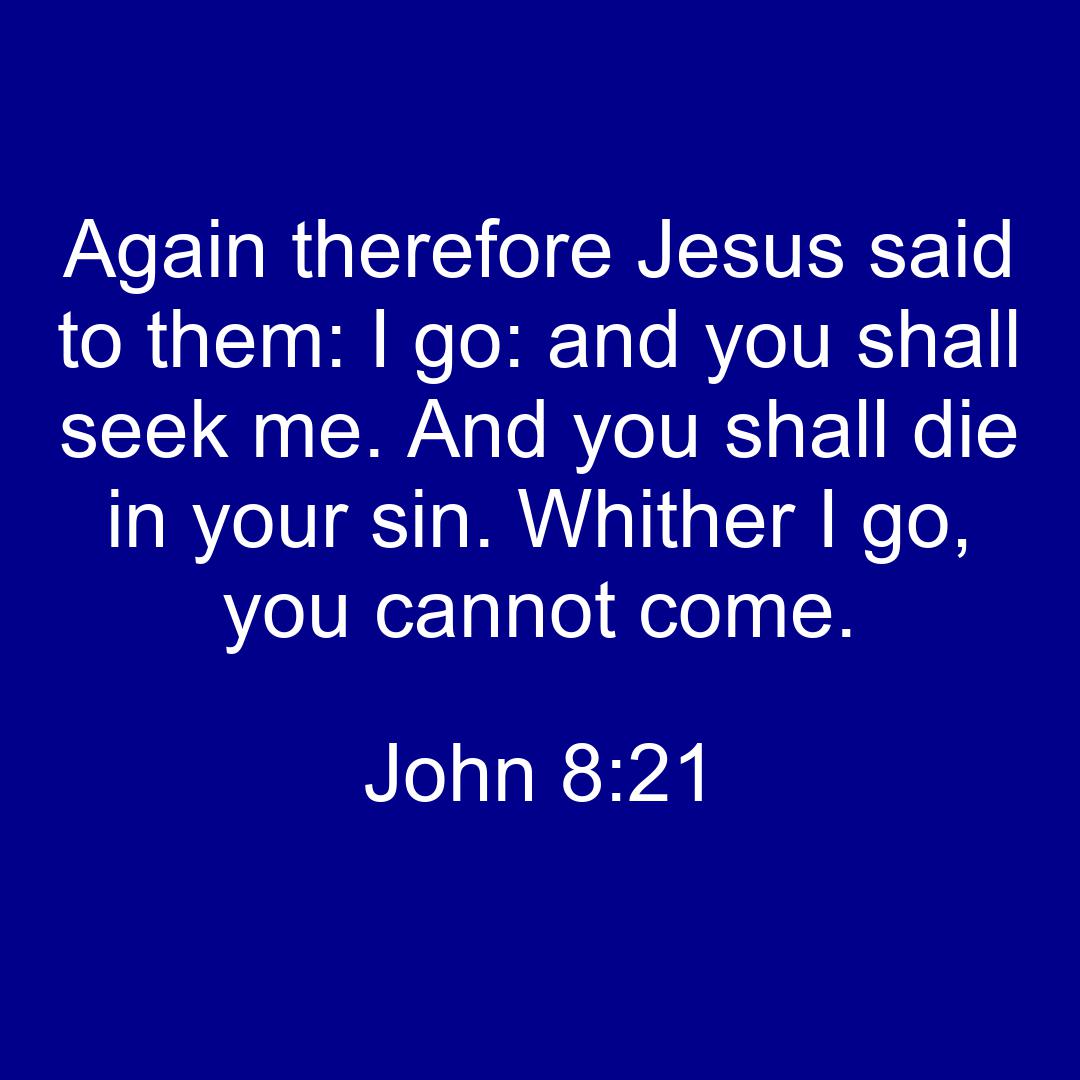 Again therefore Jesus said
to them: I go: and you shall
seek me. And you shall die
in your sin. Whither I go,
you cannot come.
John 8:21